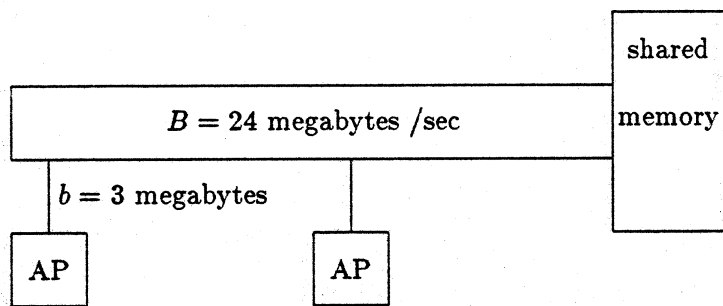 shared
memory
B = 24 megabytes /sec
b = 3 megabytes
AP
AP